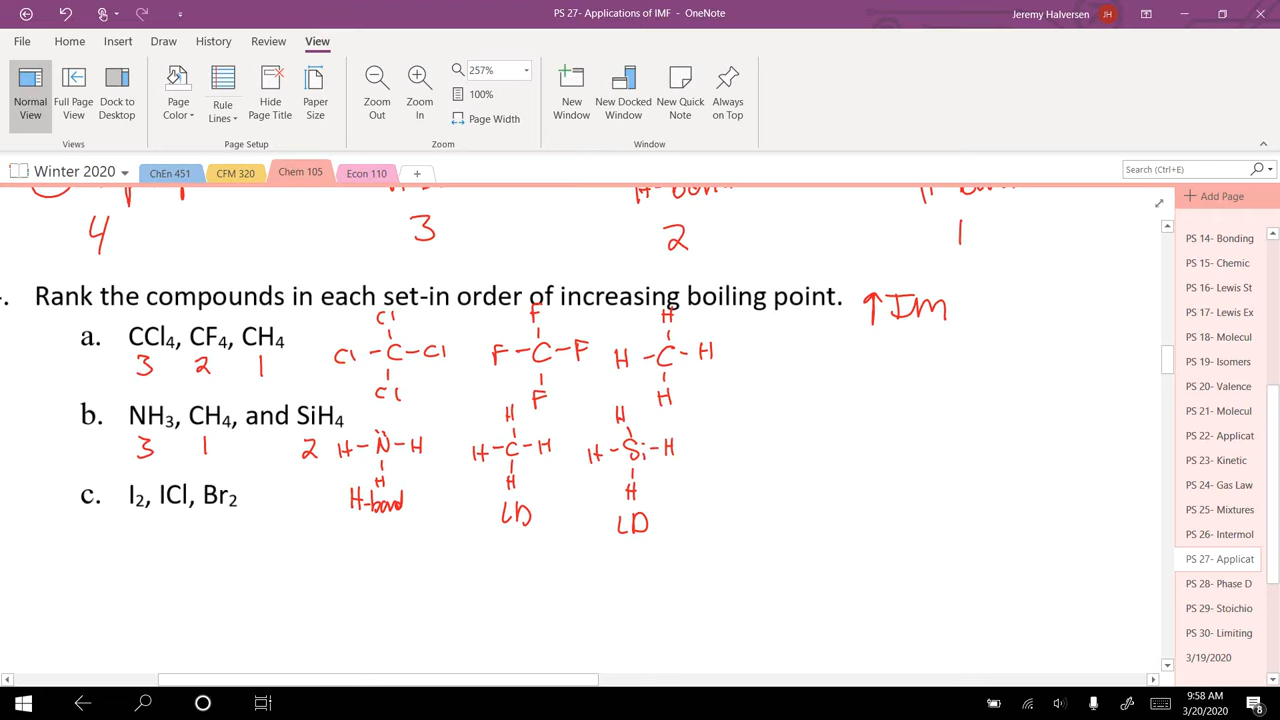 PS 27- Applications of IMF - OneNote
Jeremy Halversen JH
File Home Insert Draw History Review View
257%
100%
Page Width
Normal View
Full Page View
Dock to Desktop
Page Color
Rule Lines
Hide Page Title
Paper Size
Zoom Out
Zoom In
New Window
New Docked Window
New Quick Note
Always on Top
Views Page Setup Zoom Window
Winter 2020 ChEn 451 CFM 320 Chem 105 Econ 110 +
Search (Ctrl+E)
Add Page
4 3 2 1
. Rank the compounds in each set-in order of increasing boiling point. ↑IM
a. CCl4, CF4, CH4
3 2 1
Cl
Cl - C - Cl
Cl
F
F - C - F
F
H
H - C - H
H
b. NH3, CH4, and SiH4
3 1 2
H - N - H
H
H-bond
H
H - C - H
H
LD
H
H - Si - H
H
LD
c. I2, ICl, Br2
PS 14- Bonding
PS 15- Chemic
PS 16- Lewis St
PS 17- Lewis Ex
PS 18- Molecul
PS 19- Isomers
PS 20- Valence
PS 21- Molecul
PS 22- Applicat
PS 23- Kinetic
PS 24- Gas Law
PS 25- Mixtures
PS 26- Intermol
PS 27- Applicat
PS 28- Phase D
PS 29- Stoichio
PS 30- Limiting
3/19/2020
9:58 AM
3/20/2020
8